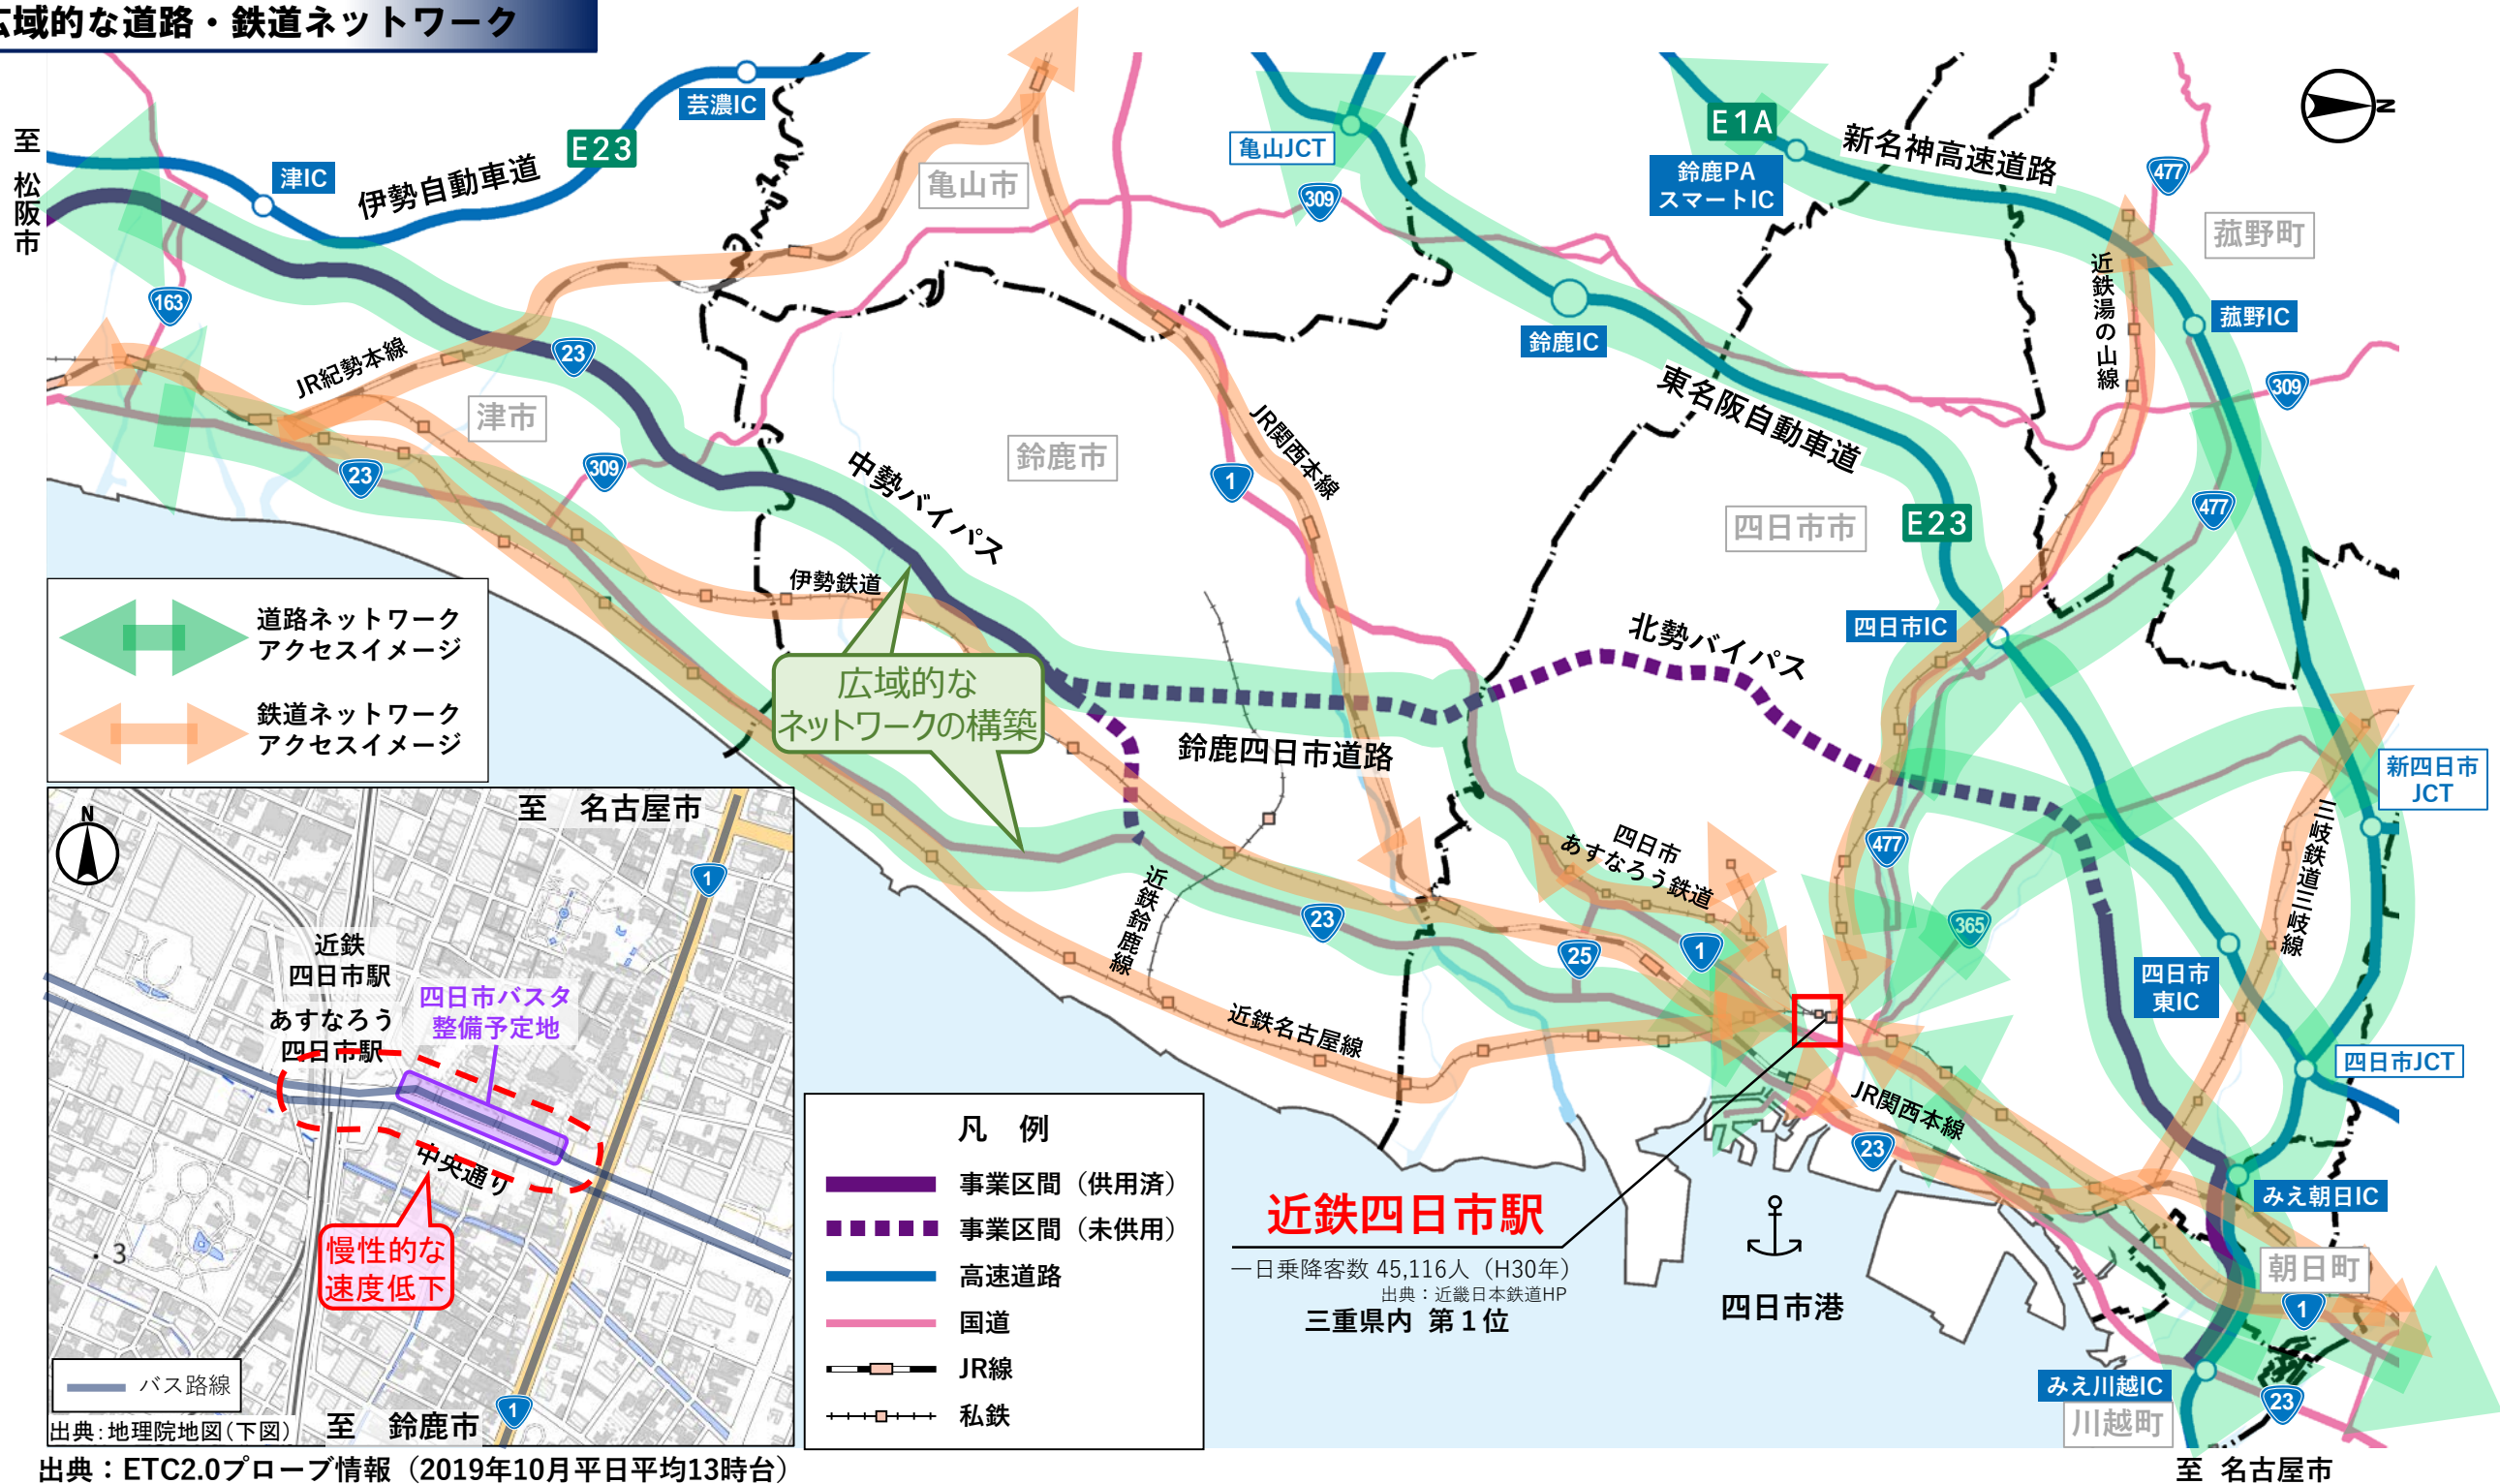 広域的な道路・鉄道ネットワーク
至 松阪市
芸濃IC
E23
津IC
伊勢自動車道
亀山市
亀山JCT
309
E1A
鈴鹿PA
スマートIC
新名神高速道路
477
N
菰野町
163
JR紀勢本線
23
津市
23
309
中勢バイパス
鈴鹿市
JR関西本線
1
鈴鹿IC
東名阪自動車道
近鉄湯の山線
菰野IC
309
四日市市
E23
477
伊勢鉄道
四日市IC
北勢バイパス
広域的な
ネットワークの構築
鈴鹿四日市道路
新四日市
JCT
三岐鉄道三岐線
四日市
あすなろう鉄道
477
365
近鉄鈴鹿線
23
25
1
四日市
東IC
近鉄名古屋線
四日市JCT
JR関西本線
23
みえ朝日IC
朝日町
1
みえ川越IC
川越町
23
至 名古屋市
四日市港
近鉄四日市駅
一日乗降客数 45,116人（H30年）
出典：近畿日本鉄道HP
三重県内 第１位
道路ネットワーク
アクセスイメージ
鉄道ネットワーク
アクセスイメージ
N
至 名古屋市
1
近鉄
四日市駅
あすなろう
四日市駅
四日市バスタ
整備予定地
中央通り
慢性的な
速度低下
3
バス路線
出典:地理院地図(下図)
至 鈴鹿市
1
凡 例
事業区間（供用済）
事業区間（未供用）
高速道路
国道
JR線
私鉄
出典：ETC2.0プローブ情報（2019年10月平日平均13時台）